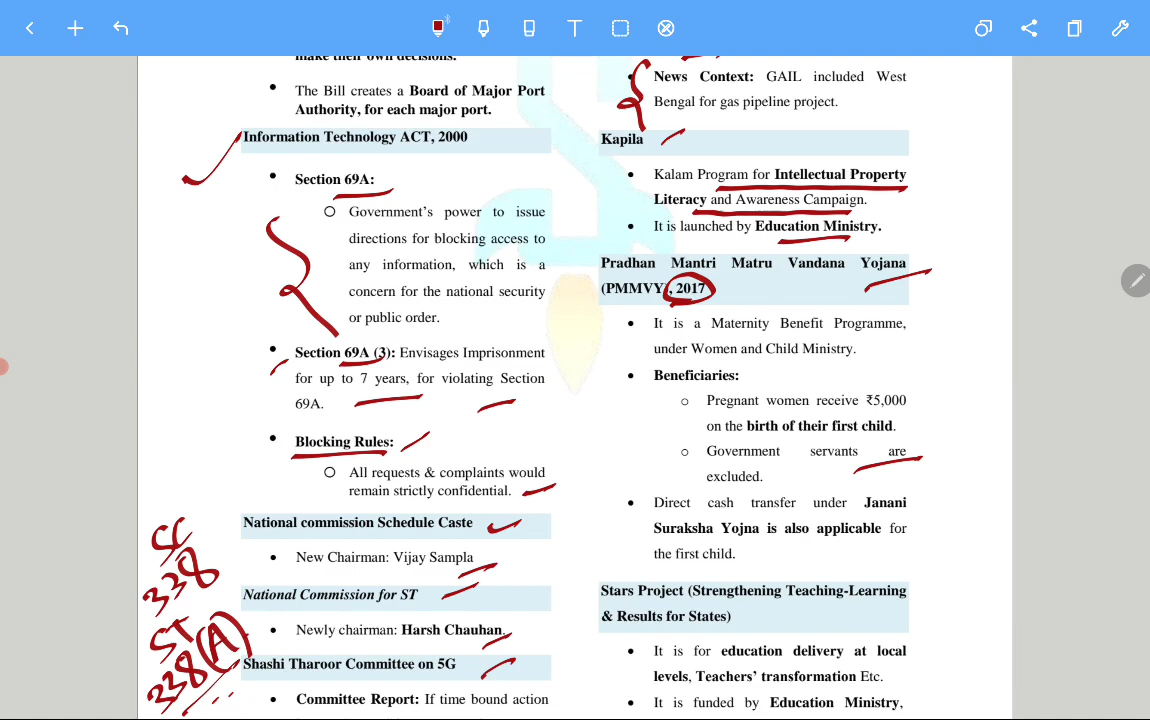 make their own decisions.
The Bill creates a Board of Major Port
Authority, for each major port.
Information Technology ACT, 2000
Section 69A:
Government's power to issue
directions for blocking access to
any information, which is a
concern for the national security
or public order.
Section 69A (3): Envisages Imprisonment
for up to 7 years, for violating Section
69A.
Blocking Rules:
All requests & complaints would
remain strictly confidential.
National commission Schedule Caste
New Chairman: Vijay Sampla
National Commission for ST
Newly chairman: Harsh Chauhan.
Shashi Tharoor Committee on 5G
Committee Report: If time bound action
SC
338
ST
338(A)
News Context: GAIL included West
Bengal for gas pipeline project.
Kapila
Kalam Program for Intellectual Property
Literacy and Awareness Campaign.
It is launched by Education Ministry.
Pradhan Mantri Matru Vandana Yojana
(PMMVY), 2017
It is a Maternity Benefit Programme,
under Women and Child Ministry.
Beneficiaries:
Pregnant women receive ₹5,000
on the birth of their first child.
Government servants are
excluded.
Direct cash transfer under Janani
Suraksha Yojna is also applicable for
the first child.
Stars Project (Strengthening Teaching-Learning
& Results for States)
It is for education delivery at local
levels, Teachers' transformation Etc.
It is funded by Education Ministry,